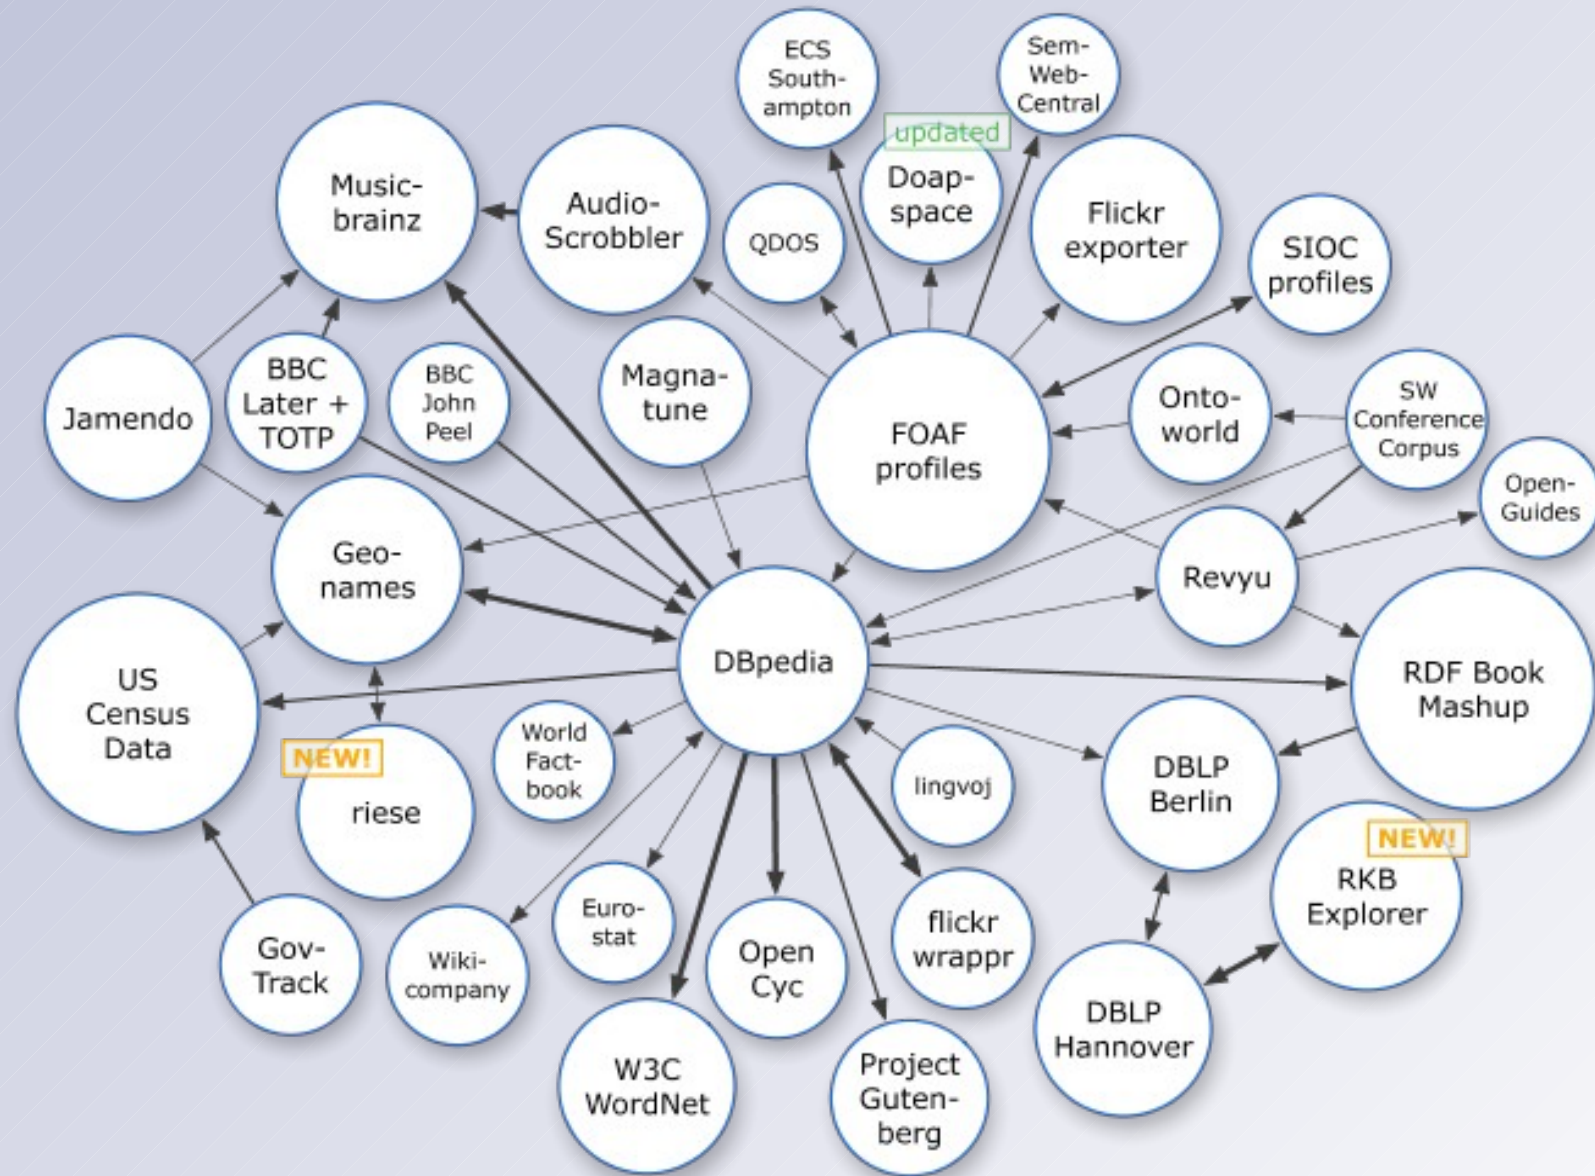 ECS
South-
ampton
Sem-
Web-
Central
updated
Doap-
space
Music-
brainz
Audio-
Scrobbler
QDOS
Flickr
exporter
SIOC
profiles
Jamendo
BBC
Later +
TOTP
BBC
John
Peel
Magna-
tune
FOAF
profiles
Onto-
world
SW
Conference
Corpus
Open-
Guides
Geo-
names
Revyu
US
Census
Data
DBpedia
RDF Book
Mashup
NEW!
riese
World
Fact-
book
lingvoj
DBLP
Berlin
NEW!
RKB
Explorer
Gov-
Track
Wiki-
company
Euro-
stat
Open
Cyc
flickr
wrappr
DBLP
Hannover
W3C
WordNet
Project
Guten-
berg